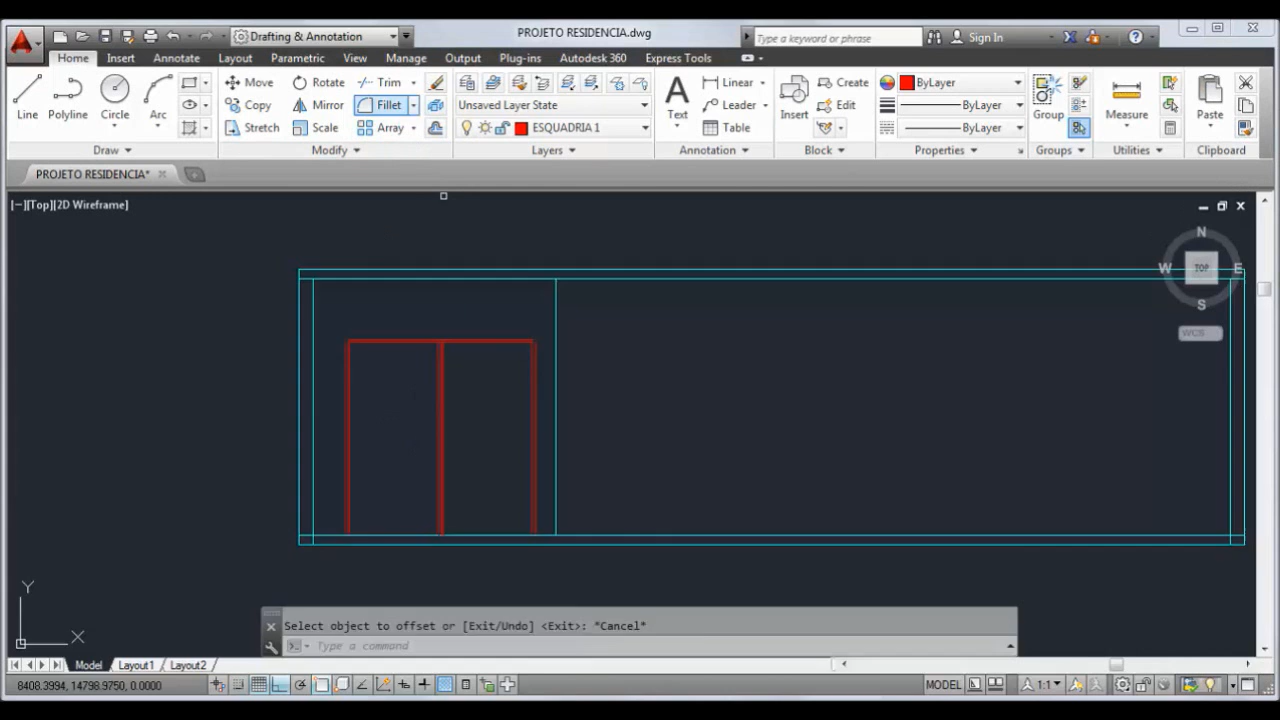 Drafting & Annotation
PROJETO RESIDENCIA.dwg
Type a keyword or phrase
Sign In
Home Insert Annotate Layout Parametric View Manage Output Plug-ins Autodesk 360 Express Tools
Line Polyline Circle Arc
Move Rotate Trim
Copy Mirror Fillet
Stretch Scale Array
Unsaved Layer State
ESQUADRIA 1
Text
Linear
Leader
Table
Insert
Create
Edit
ByLayer
ByLayer
ByLayer
Group
Measure
Paste
Draw Modify Layers Annotation Block Properties Groups Utilities Clipboard
PROJETO RESIDENCIA*
[−][Top][2D Wireframe]
N
W TOP E
S
WCS
Y
X
Select object to offset or [Exit/Undo] <Exit>: *Cancel*
Type a command
Model Layout1 Layout2
8408.3994, 14798.9750, 0.0000
MODEL
1:1